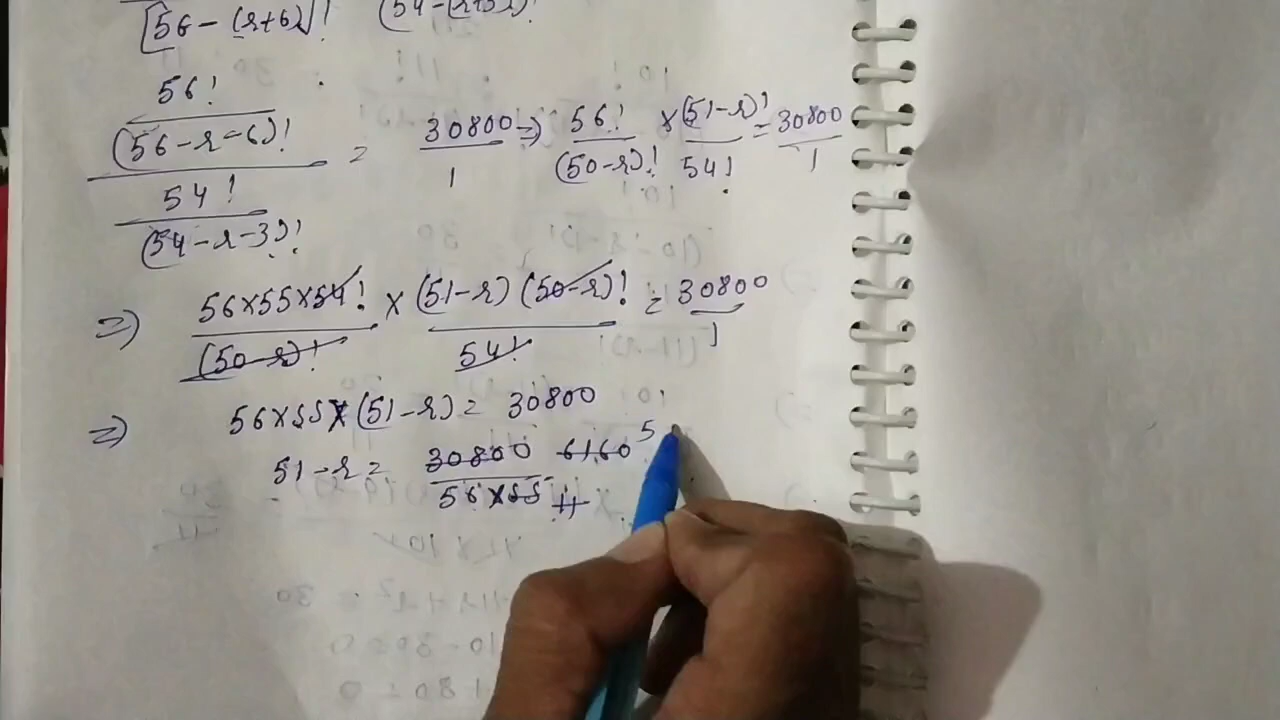 [56-(r+6)]! (54-(r+3))!
56!
(56-r-6)! = 30800/1 ⇒ 56!/(50-r)! × (51-r)!/54! = 30800/1
54!
(54-r-3)!
⇒) 56×55×54!/(50-r)! × (51-r)(50-r)!/54! = 30800/1
⇒) 56×55×(51-r) = 30800
51-r = 30800 6160 5
56×55 11